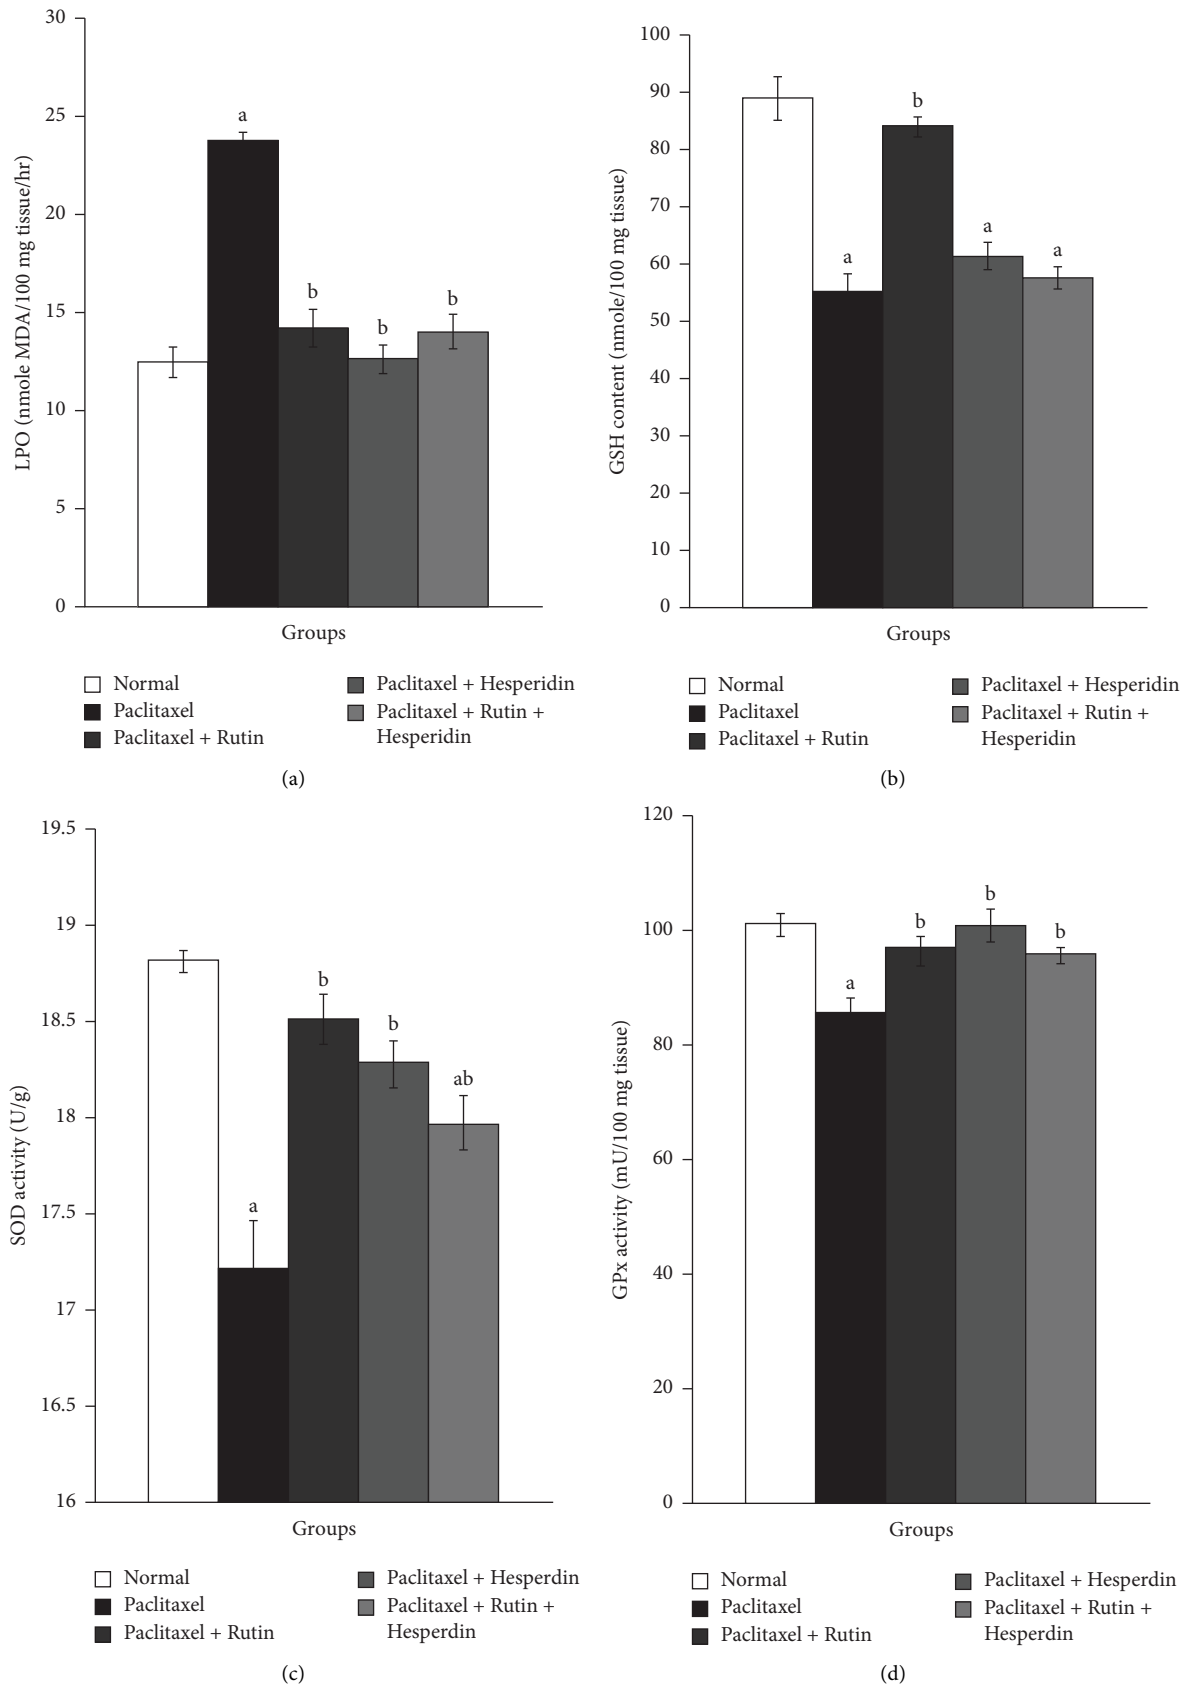 30
25
20
15
10
5
0
LPO (nmole MDA/100 mg tissue/hr)
a
b
b
b
Groups
Normal
Paclitaxel
Paclitaxel + Rutin
Paclitaxel + Hesperidin
Paclitaxel + Rutin +
Hesperidin
(a)
100
90
80
70
60
50
40
30
20
10
0
GSH content (nmole/100 mg tissue)
a
b
a
a
Groups
Normal
Paclitaxel
Paclitaxel + Rutin
Paclitaxel + Hesperidin
Paclitaxel + Rutin +
Hesperidin
(b)
19.5
19
18.5
18
17.5
17
16.5
16
SOD activity (U/g)
a
b
b
ab
Groups
Normal
Paclitaxel
Paclitaxel + Rutin
Paclitaxel + Hesperdin
Paclitaxel + Rutin +
Hesperdin
(c)
120
100
80
60
40
20
0
GPx activity (mU/100 mg tissue)
a
b
b
b
Groups
Normal
Paclitaxel
Paclitaxel + Rutin
Paclitaxel + Hesperdin
Paclitaxel + Rutin +
Hesperdin
(d)